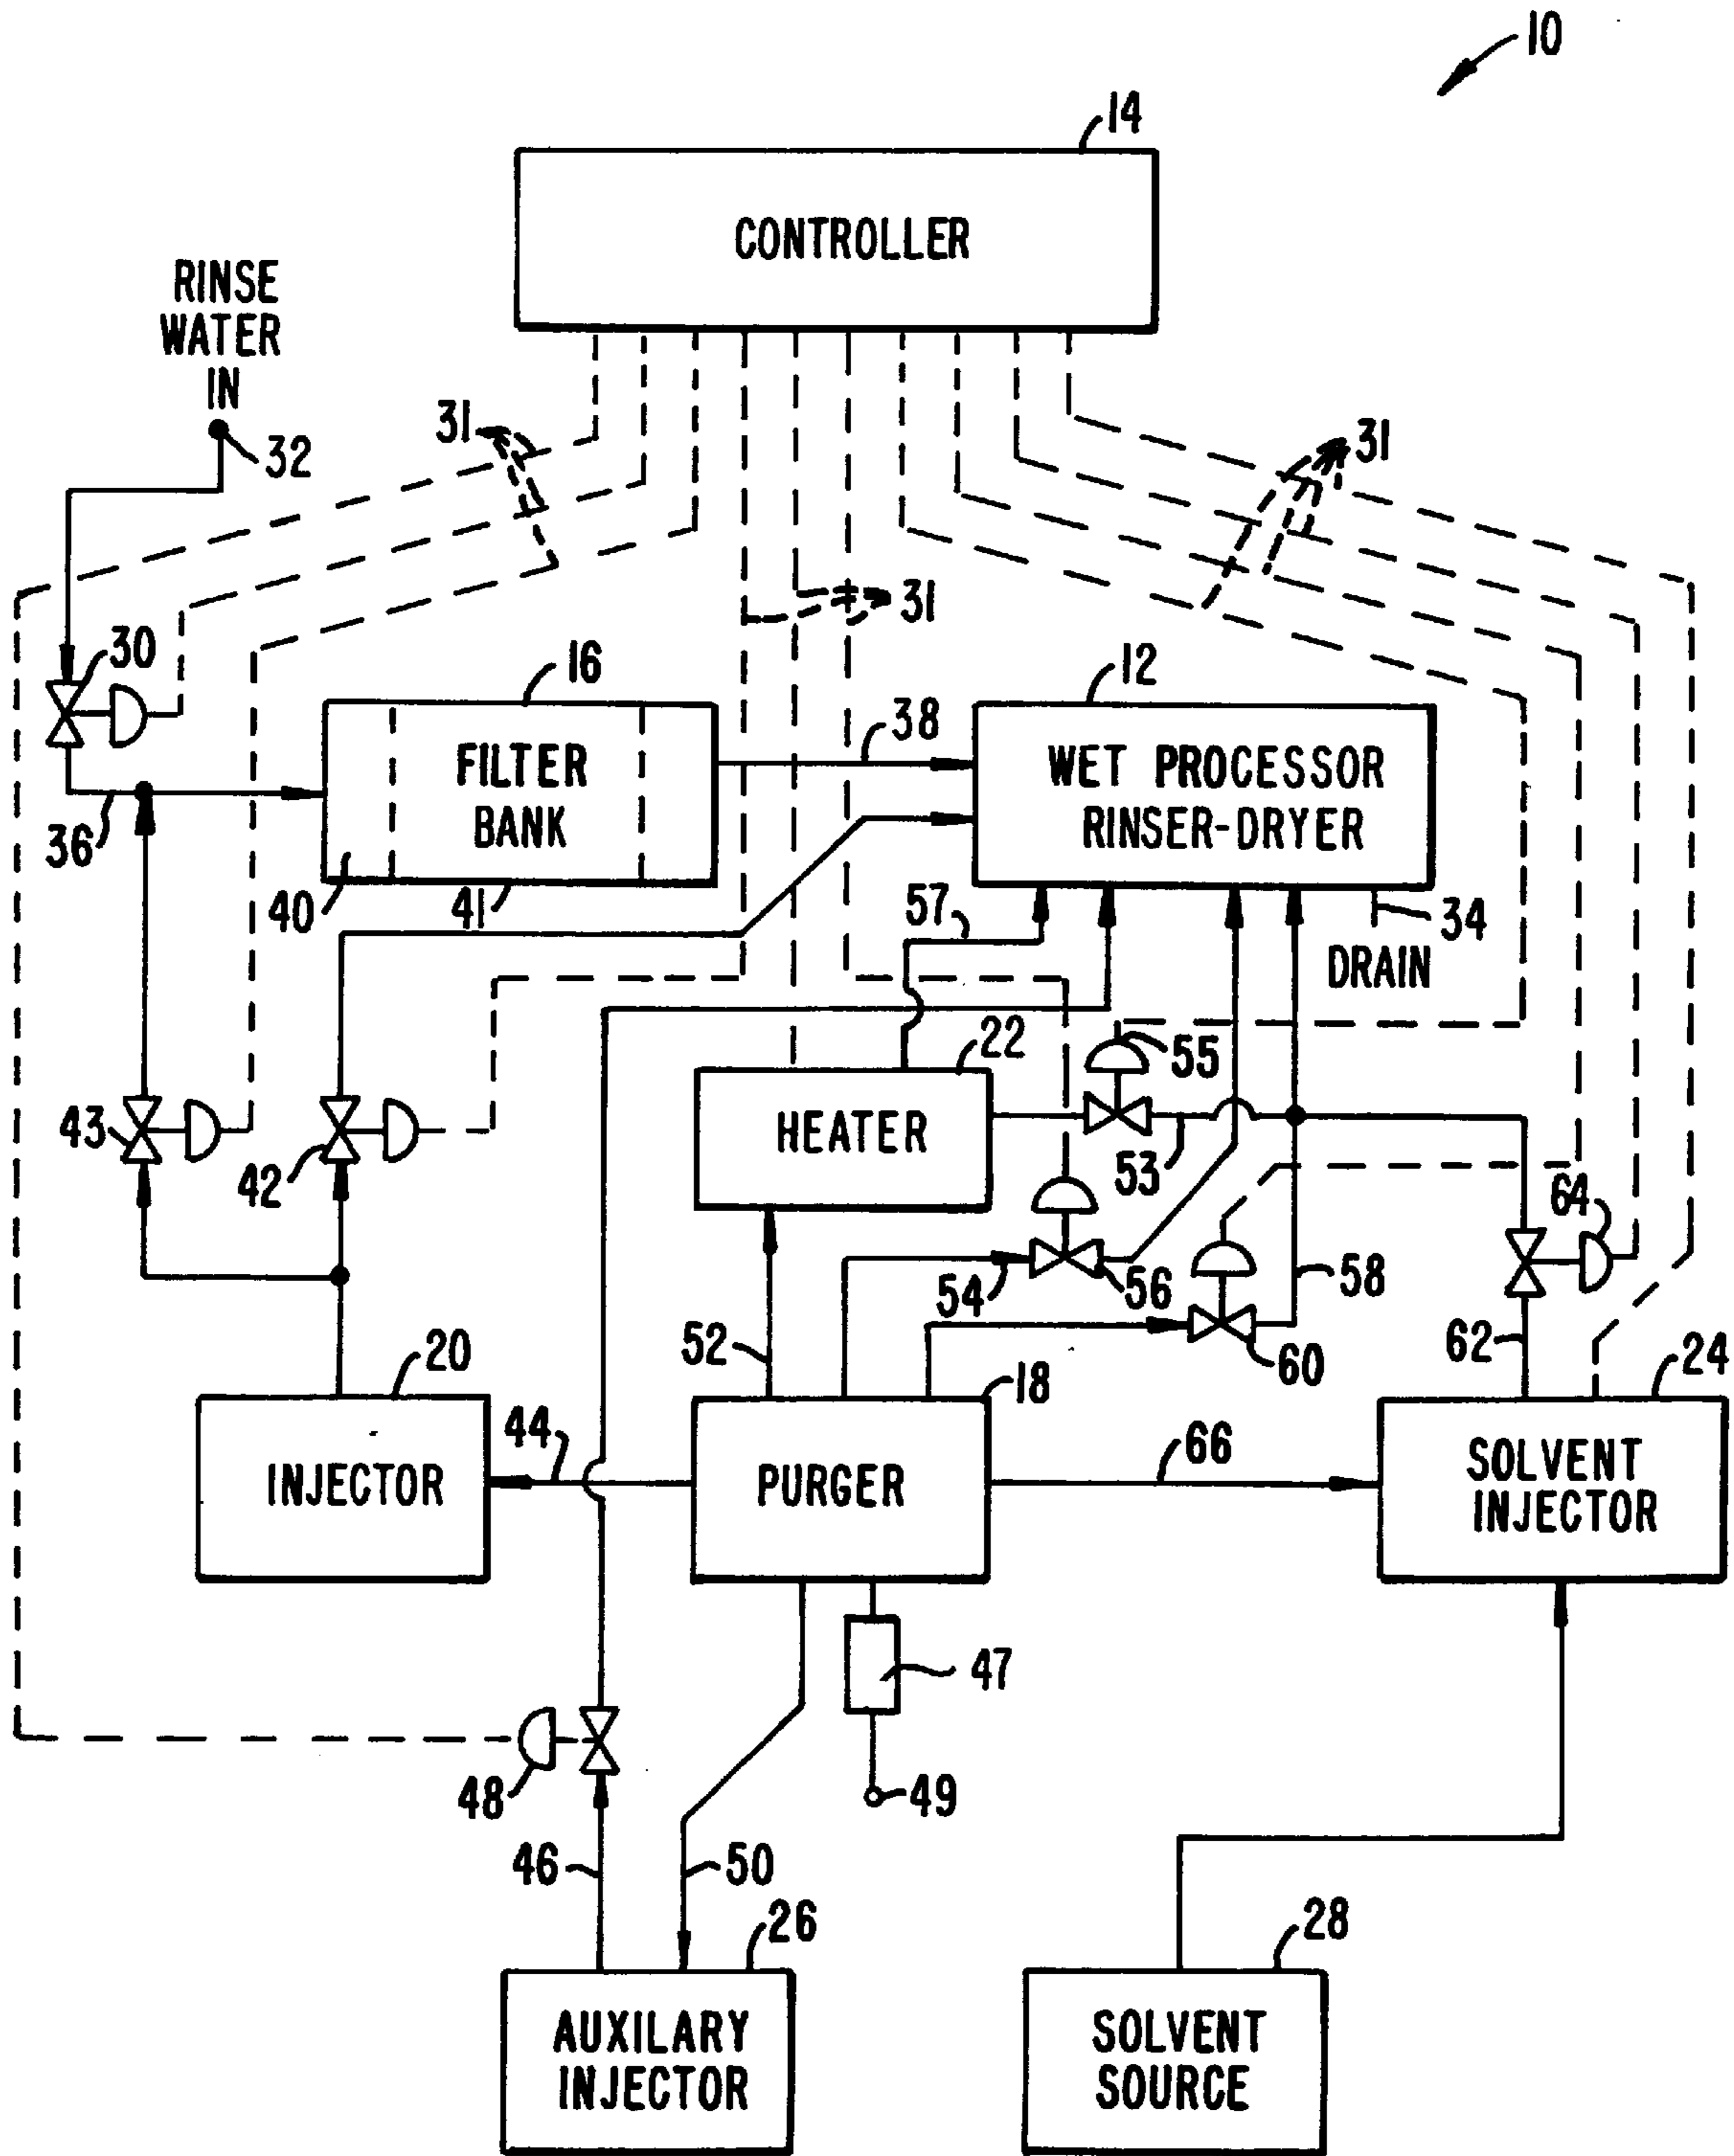 10
14
CONTROLLER
RINSE
WATER
IN
32
31
31
31
30
16
12
38
FILTER
BANK
WET PROCESSOR
RINSER-DRYER
36
40
41
57
34
DRAIN
22
55
43
42
HEATER
53
64
54
56
58
52
60
62
20
18
24
44
66
INJECTOR
PURGER
SOLVENT
INJECTOR
47
48
49
46
50
26
28
AUXILARY
INJECTOR
SOLVENT
SOURCE